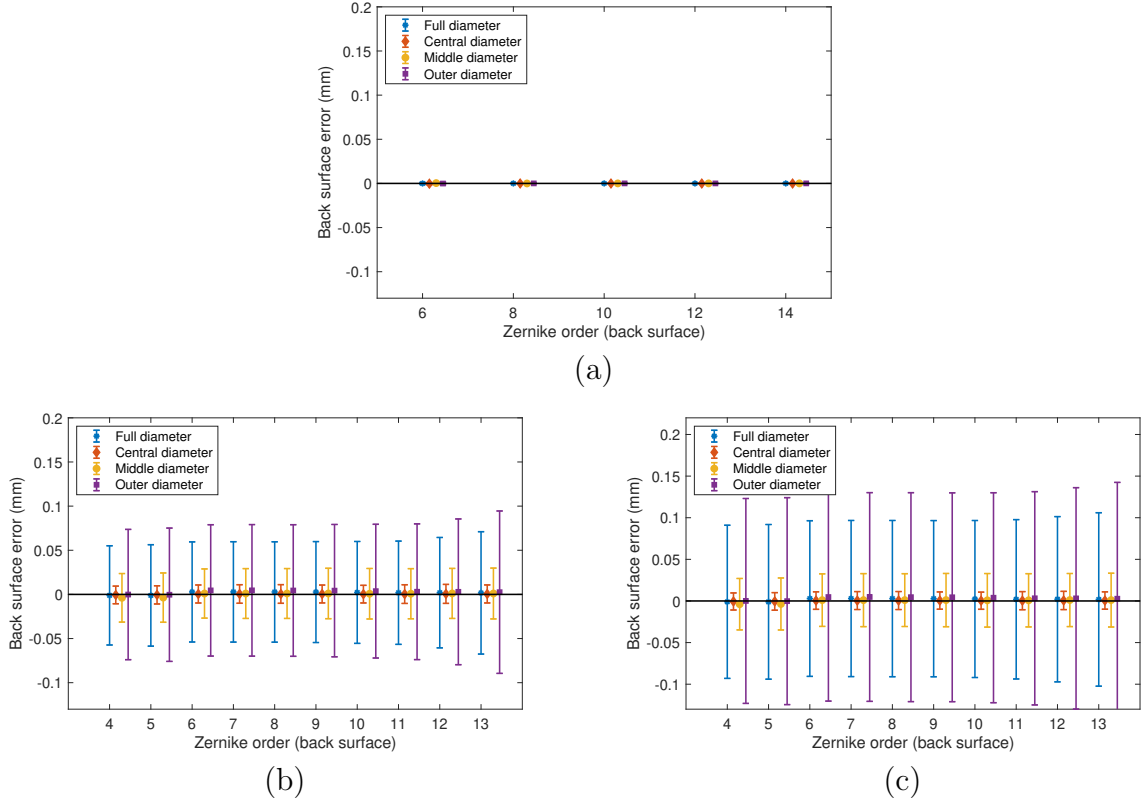 0.2
0.15
0.1
0.05
0
-0.05
-0.1
Back surface error (mm)
Full diameter
Central diameter
Middle diameter
Outer diameter
6 8 10 12 14
Zernike order (back surface)
(a)
0.2
0.15
0.1
0.05
0
-0.05
-0.1
Back surface error (mm)
Full diameter
Central diameter
Middle diameter
Outer diameter
4 5 6 7 8 9 10 11 12 13
Zernike order (back surface)
(b)
0.2
0.15
0.1
0.05
0
-0.05
-0.1
Back surface error (mm)
Full diameter
Central diameter
Middle diameter
Outer diameter
4 5 6 7 8 9 10 11 12 13
Zernike order (back surface)
(c)